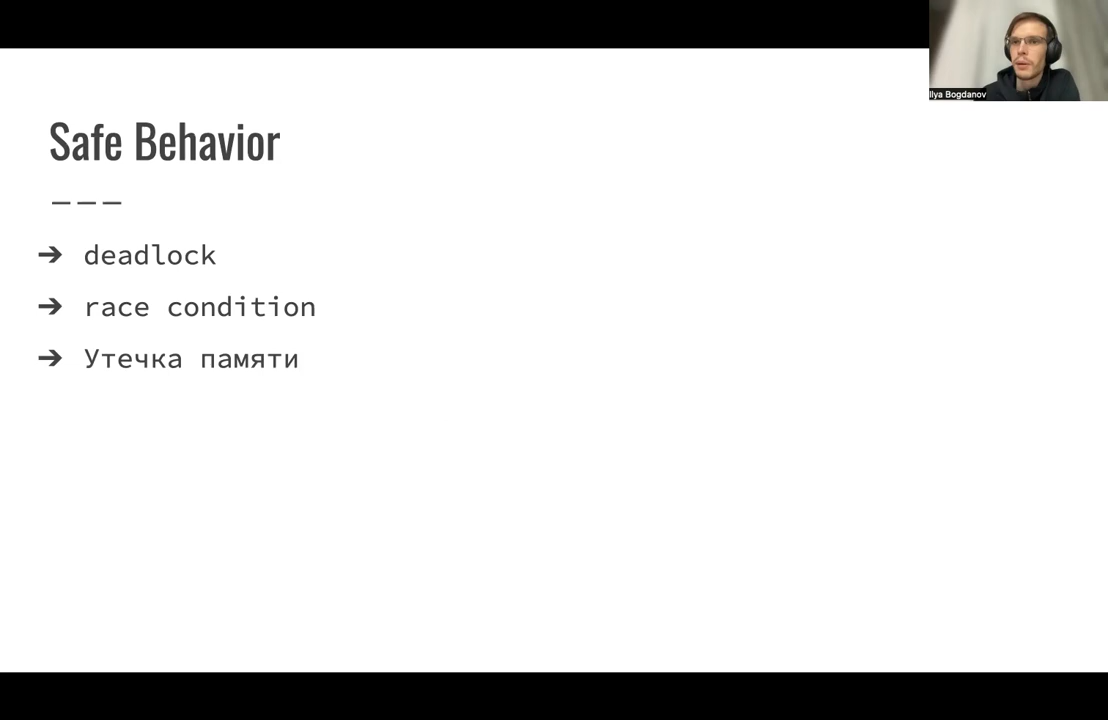 Ilya Bogdanov
Safe Behavior
---
➔ deadlock
➔ race condition
➔ Утечка памяти